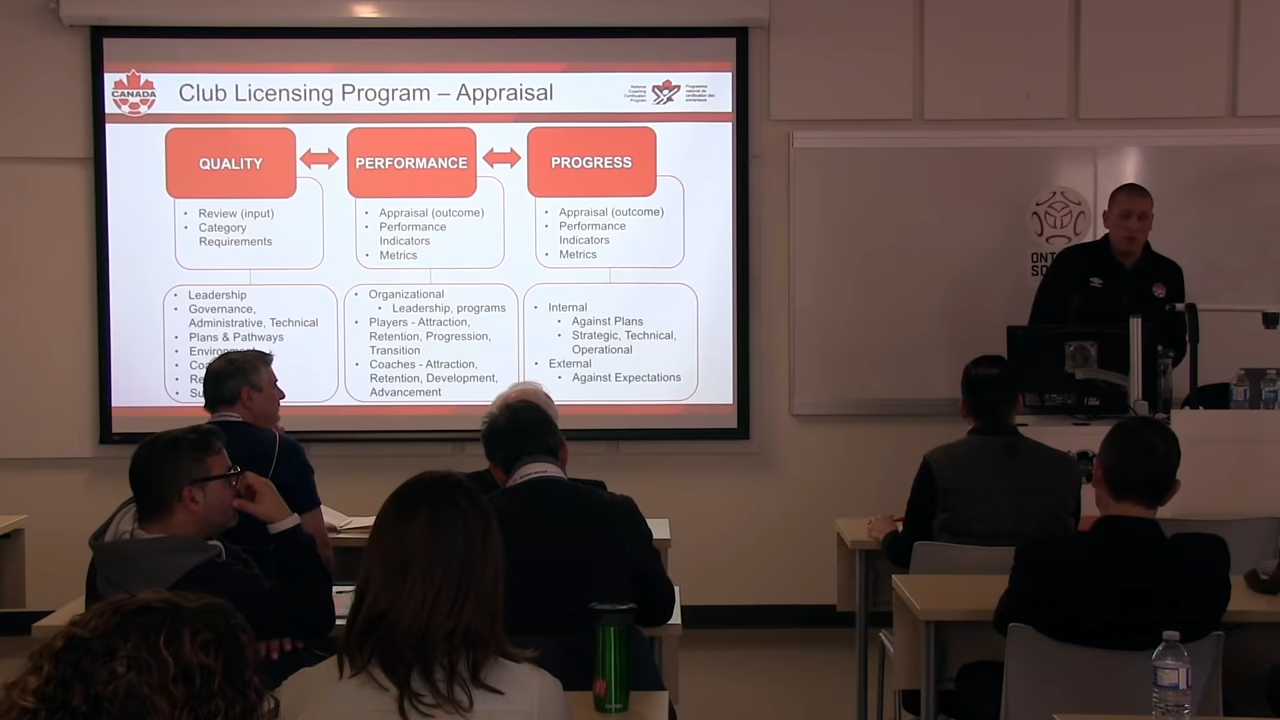 CANADA
Club Licensing Program – Appraisal
National
Coaching
Certification
Program
Programme
national de
certification des
entraîneurs
QUALITY
PERFORMANCE
PROGRESS
• Review (input)
• Category
Requirements
• Appraisal (outcome)
• Performance
Indicators
• Metrics
• Appraisal (outcome)
• Performance
Indicators
• Metrics
• Leadership
• Governance,
Administrative, Technical
• Plans & Pathways
• Organizational
• Leadership, programs
• Players - Attraction,
Retention, Progression,
Transition
• Coaches - Attraction,
Retention, Development,
Advancement
• Internal
• Against Plans
• Strategic, Technical,
Operational
• External
• Against Expectations